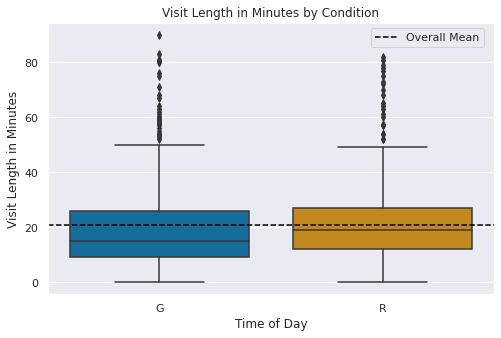 Visit Length in Minutes by Condition
Overall Mean
Visit Length in Minutes
80
60
40
20
0
G
R
Time of Day